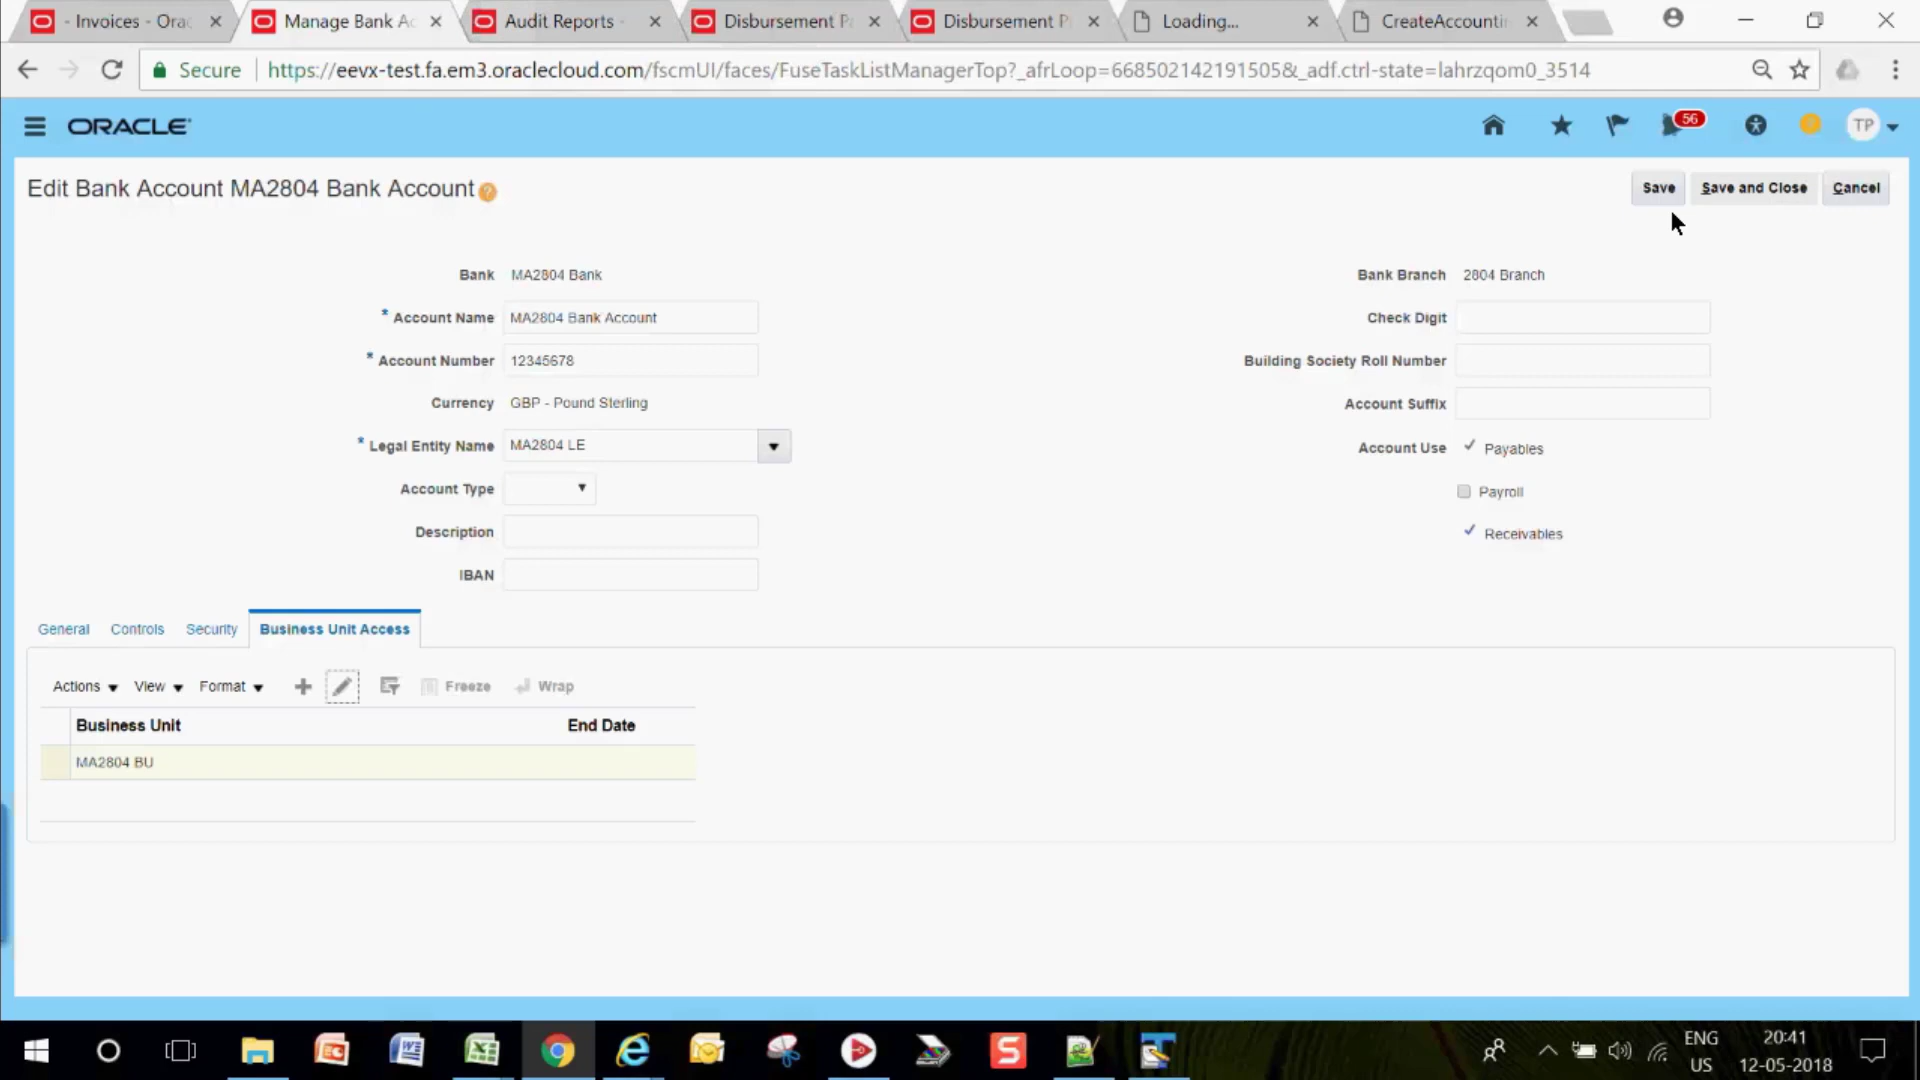 - Invoices - Orac
Manage Bank Ac
Audit Reports -
Disbursement Pa
Disbursement Pr
Loading...
CreateAccountin
Secure
https://eevx-test.fa.em3.oraclecloud.com/fscmUI/faces/FuseTaskListManagerTop?_afrLoop=668502142191505&_adf.ctrl-state=lahrzqom0_3514
ORACLE
56
TP
Edit Bank Account MA2804 Bank Account
Save
Save and Close
Cancel
Bank MA2804 Bank
* Account Name MA2804 Bank Account
* Account Number 12345678
Currency GBP - Pound Sterling
* Legal Entity Name MA2804 LE
Account Type
Description
IBAN
Bank Branch 2804 Branch
Check Digit
Building Society Roll Number
Account Suffix
Account Use Payables
Payroll
Receivables
General Controls Security Business Unit Access
Actions View Format Freeze Wrap
Business Unit End Date
MA2804 BU
ENG
US
20:41
12-05-2018